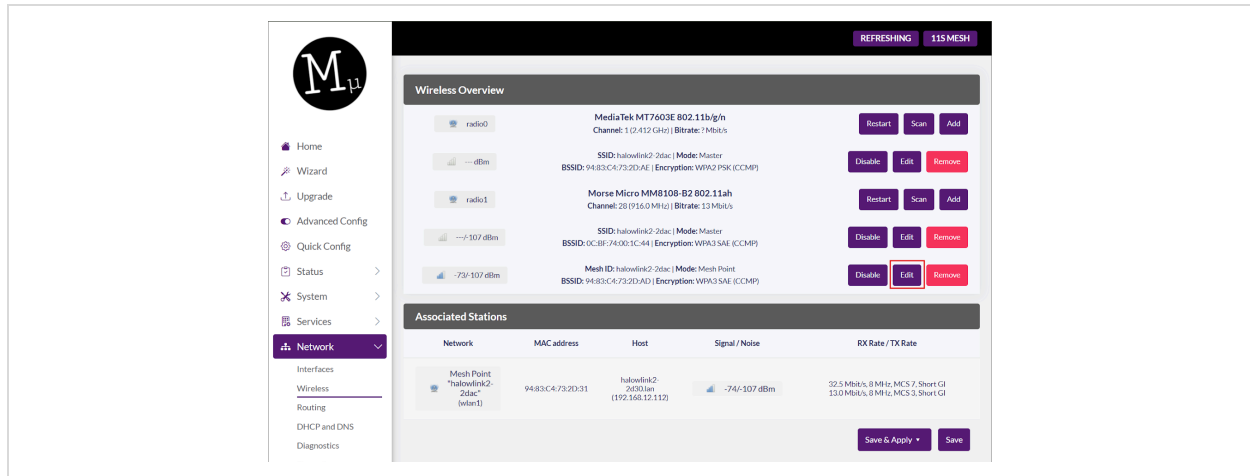 REFRESHING 11S MESH
Mμ
Home
Wizard
Upgrade
Advanced Config
Quick Config
Status
System
Services
Network
Interfaces
Wireless
Routing
DHCP and DNS
Diagnostics
Wireless Overview
radio0
MediaTek MT7603E 802.11b/g/n
Channel: 1 (2.412 GHz) | Bitrate: ? Mbit/s
Restart Scan Add
--- dBm
SSID: halowlink2-2dac | Mode: Master
BSSID: 94:83:C4:73:2D:AE | Encryption: WPA2 PSK (CCMP)
Disable Edit Remove
radio1
Morse Micro MM8108-B2 802.11ah
Channel: 28 (916.0 MHz) | Bitrate: 13 Mbit/s
Restart Scan Add
---/-107 dBm
SSID: halowlink2-2dac | Mode: Master
BSSID: 0C:BF:74:00:1C:44 | Encryption: WPA3 SAE (CCMP)
Disable Edit Remove
-73/-107 dBm
Mesh ID: halowlink2-2dac | Mode: Mesh Point
BSSID: 94:83:C4:73:2D:AD | Encryption: WPA3 SAE (CCMP)
Disable Edit Remove
Associated Stations
Network MAC address Host Signal / Noise RX Rate / TX Rate
Mesh Point
"halowlink2-
2dac"
(wlan1)
94:83:C4:73:2D:31
halowlink2-
2d30.lan
(192.168.12.112)
-74/-107 dBm
32.5 Mbit/s, 8 MHz, MCS 7, Short GI
13.0 Mbit/s, 8 MHz, MCS 3, Short GI
Save & Apply Save